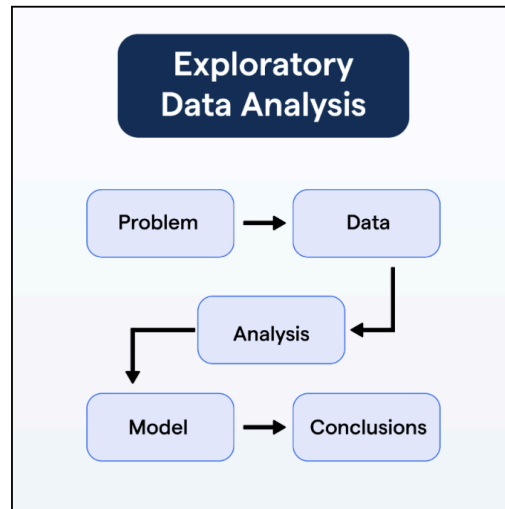 Exploratory
Data Analysis
Problem
Data
Analysis
Model
Conclusions